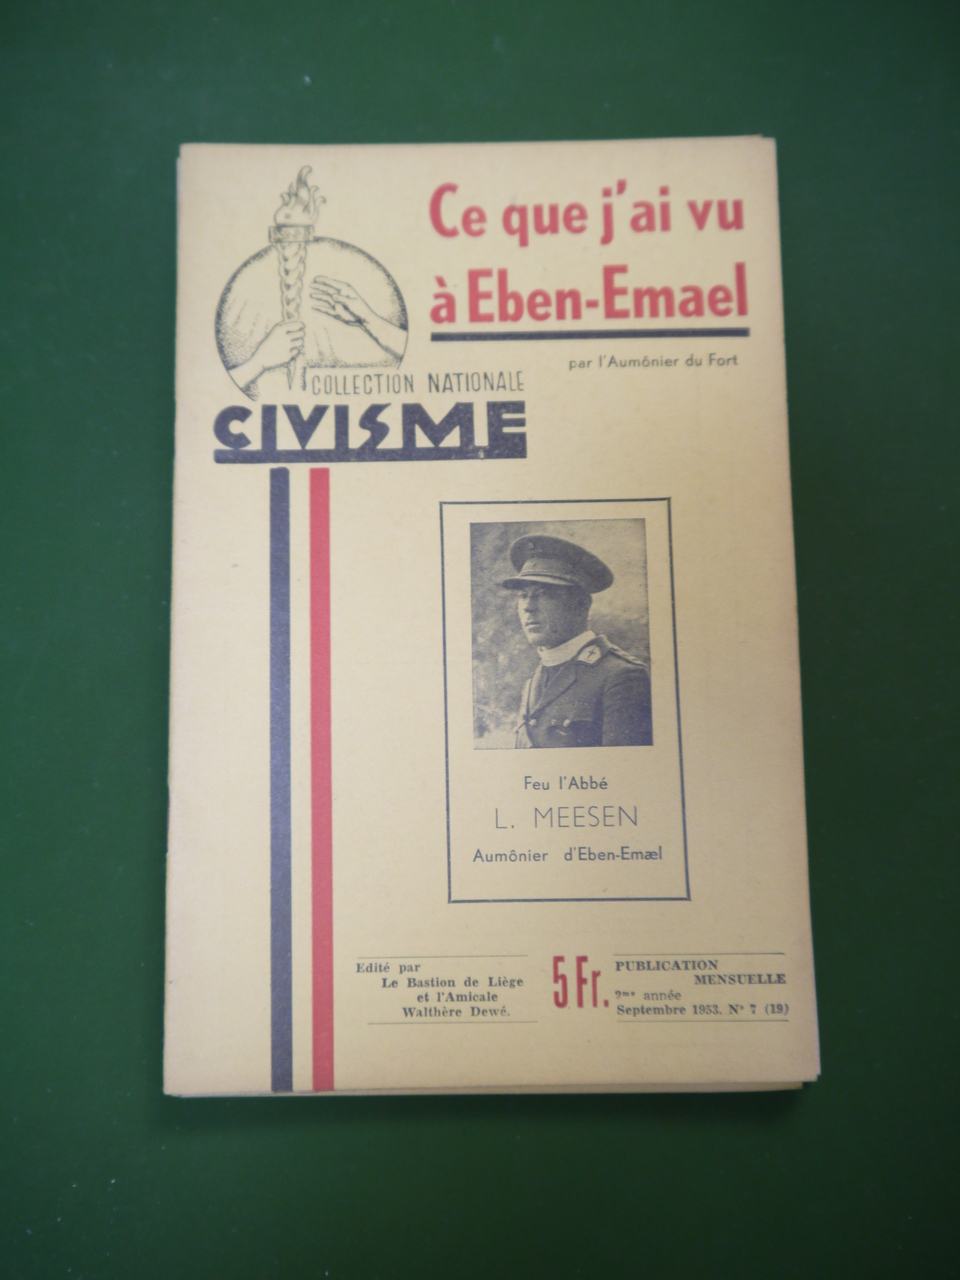 Ce que j'ai vu
à Eben-Emael
par l'Aumônier du Fort
COLLECTION NATIONALE
CIVISME
Feu l'Abbé
L. MEESEN
Aumônier d'Eben-Emæl
Edité par
Le Bastion de Liège
et l'Amicale
Walthère Dewé.
5 Fr.
PUBLICATION
MENSUELLE
2me année
Septembre 1953. N° 7 (19)